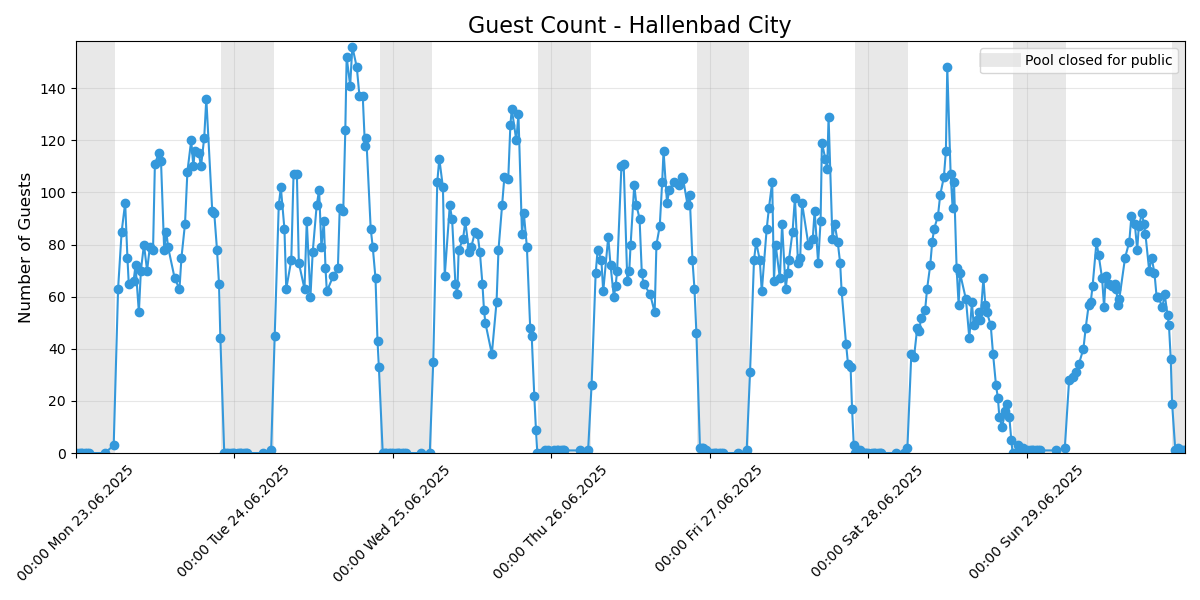 Guest Count - Hallenbad City
Pool closed for public
Number of Guests
140
120
100
80
60
40
20
0
00:00 Mon 23.06.2025
00:00 Tue 24.06.2025
00:00 Wed 25.06.2025
00:00 Thu 26.06.2025
00:00 Fri 27.06.2025
00:00 Sat 28.06.2025
00:00 Sun 29.06.2025